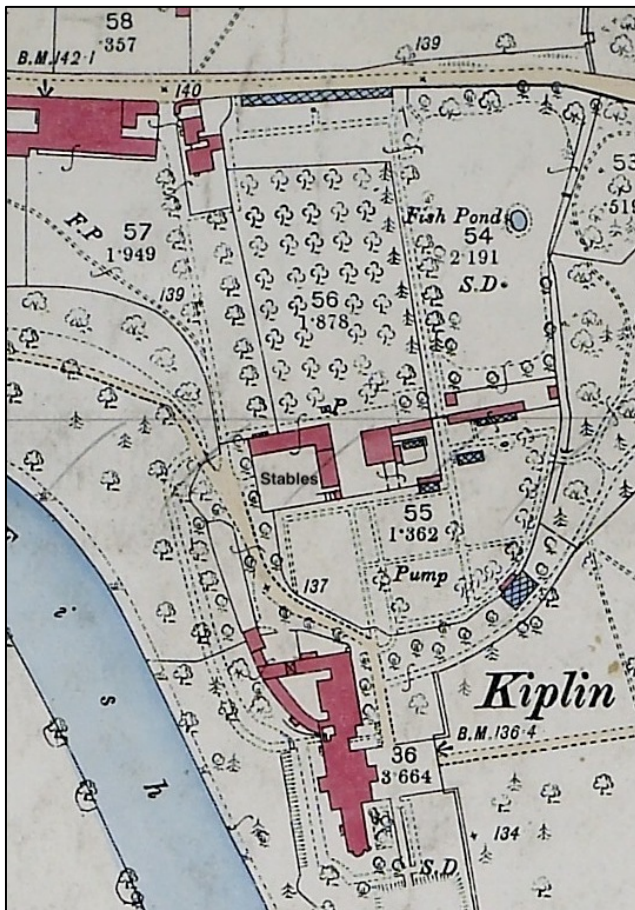 58
·357
B.M.142·1
139
140
Fish Pond
54
2·191
S.D
53
·519
F.P
57
1·949
139
56
1·878
P
Stables
55
1·362
Pump
137
Kiplin
B.M.136·4
36
3·664
134
S.D
i
s
h